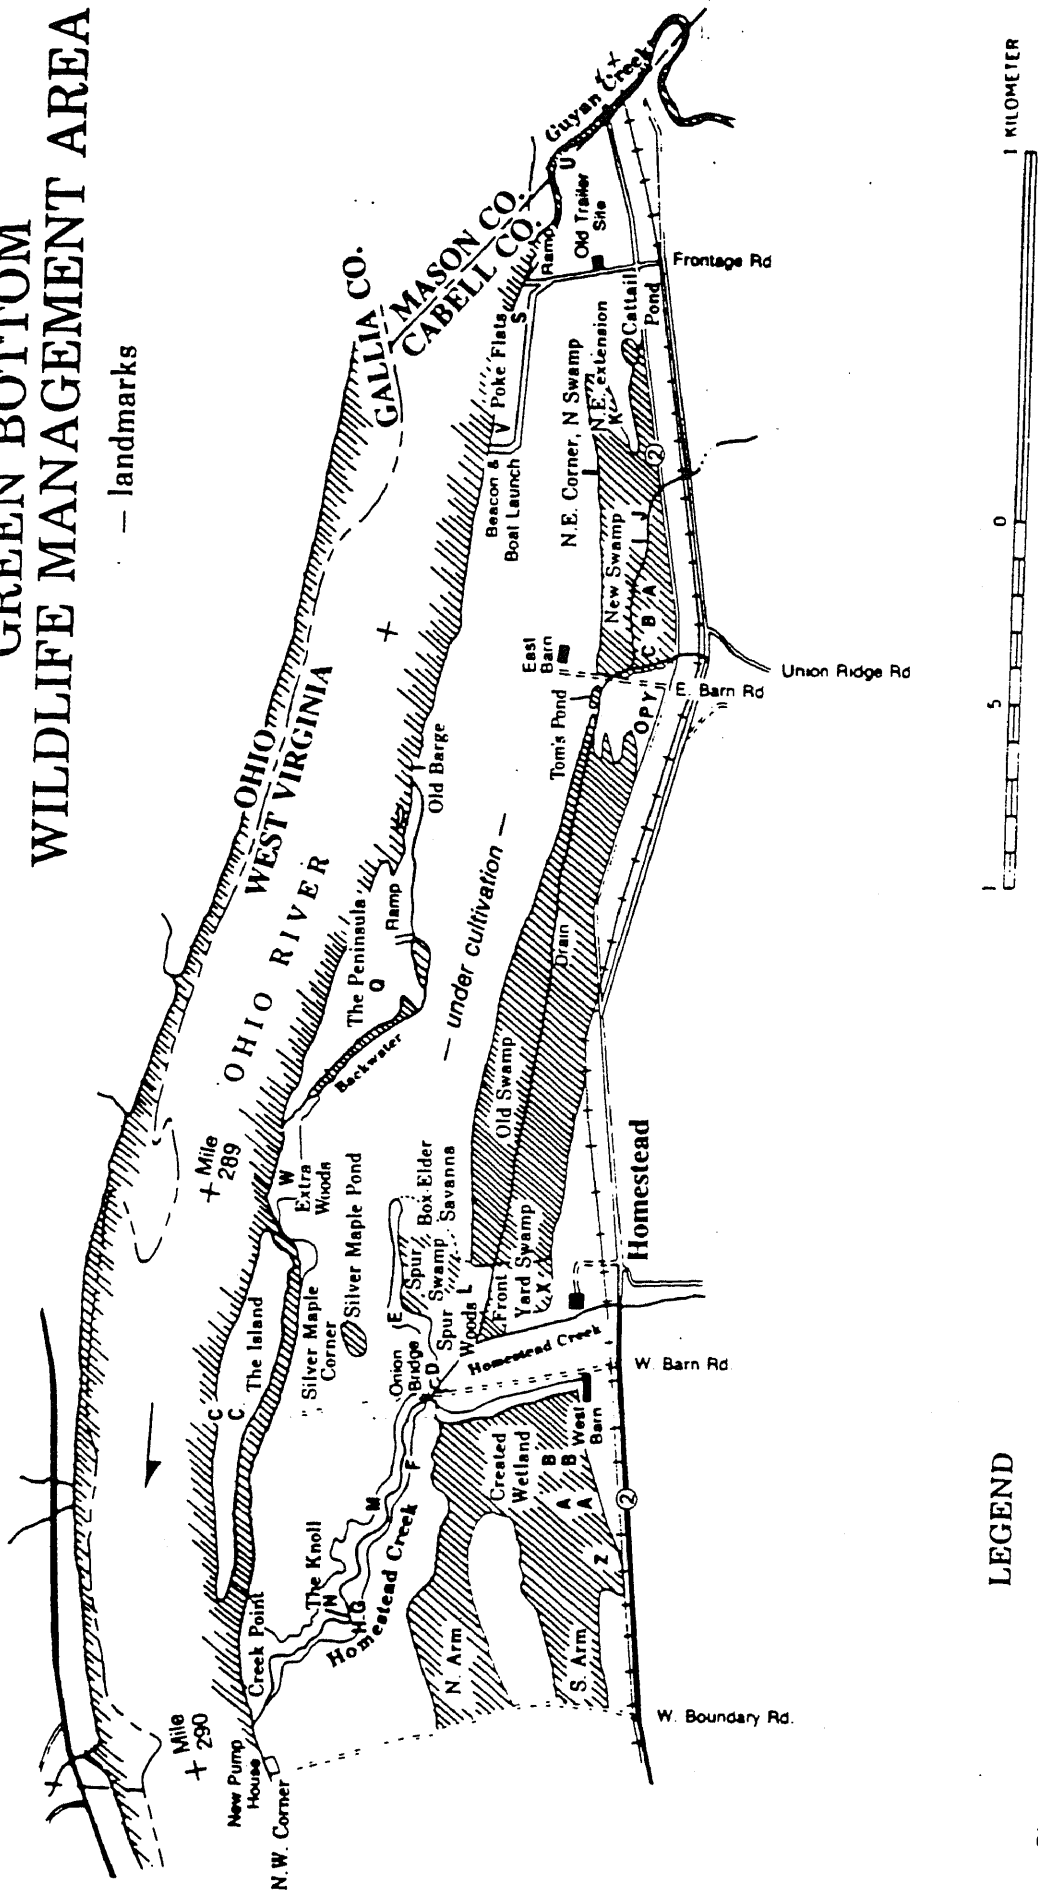 GREEN BOTTOM
WILDLIFE MANAGEMENT AREA
— landmarks
GALLIA CO.
MASON CO.
CABELL CO.
OHIO
WEST VIRGINIA
OHIO RIVER
Mile
289
Mile
290
New Pump
House
N.W. Corner
Creek Point
The Knoll
N
H
G
M
F
Homestead Creek
The Island
C
C
Silver Maple
Corner
Silver Maple Pond
W
Extra
Woods
Backwater
The Peninsula
Q
Ramp
Old Barge
— under cultivation —
Onion
Bridge
E
D
C
Spur
Swamp
Box-Elder
Savanna
Spur
Woods
L
Homestead Creek
Front
Yard Swamp
X
Old Swamp
Drain
Tom's Pond
East
Barn
OPY
New Swamp
C B A
I
J
N.E. Corner, N Swamp
N.E. extension
K
Cattail
Pond
Beacon &
Boat Launch
V
Poke Flats
S
Ramp
Old Trailer
Site
U
Guyan Creek
Frontage Rd
2
Union Ridge Rd
E. Barn Rd
Homestead
W. Barn Rd.
West
Barn
Created
Wetland
B
B
A
A
Z
N. Arm
S. Arm
2
W. Boundary Rd.
1
5
0
1 KILOMETER
LEGEND